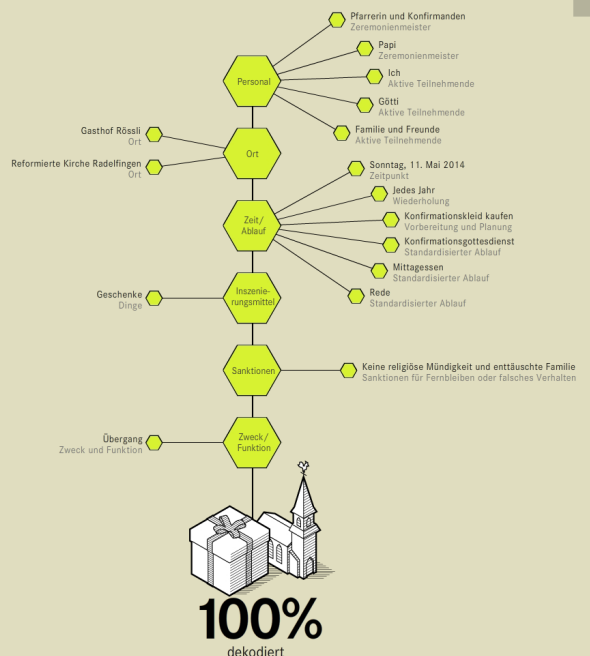 Pfarrerin und Konfirmanden
Zeremonienmeister
Papi
Zeremonienmeister
Ich
Aktive Teilnehmende
Götti
Aktive Teilnehmende
Familie und Freunde
Aktive Teilnehmende
Personal
Gasthof Rössli
Ort
Reformierte Kirche Radelfingen
Ort
Ort
Sonntag, 11. Mai 2014
Zeitpunkt
Jedes Jahr
Wiederholung
Konfirmationskleid kaufen
Vorbereitung und Planung
Konfirmationsgottesdienst
Standardisierter Ablauf
Mittagessen
Standardisierter Ablauf
Rede
Standardisierter Ablauf
Zeit/
Ablauf
Geschenke
Dinge
Inszenie-
rungsmittel
Sanktionen
Keine religiöse Mündigkeit und enttäuschte Familie
Sanktionen für Fernbleiben oder falsches Verhalten
Übergang
Zweck und Funktion
Zweck/
Funktion
100%
dekodiert